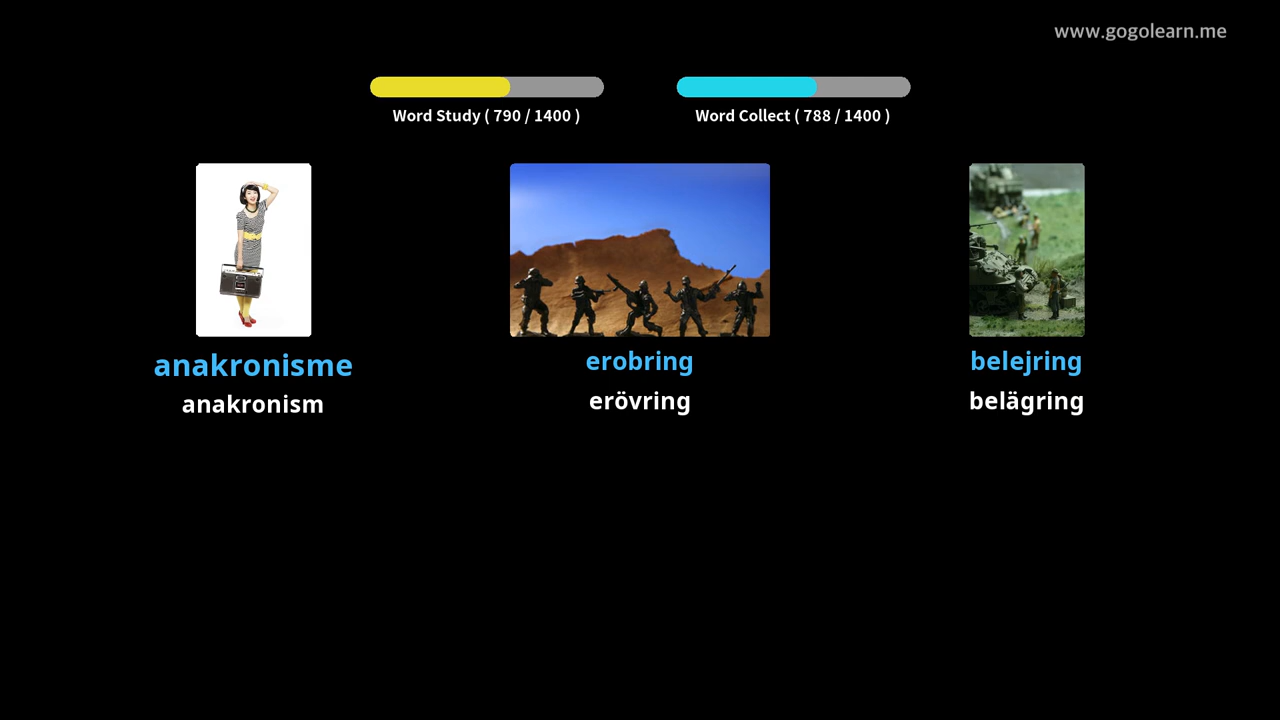 www.gogolearn.me
Word Study ( 790 / 1400 )
Word Collect ( 788 / 1400 )
anakronisme
anakronism
erobring
erövring
belejring
belägring